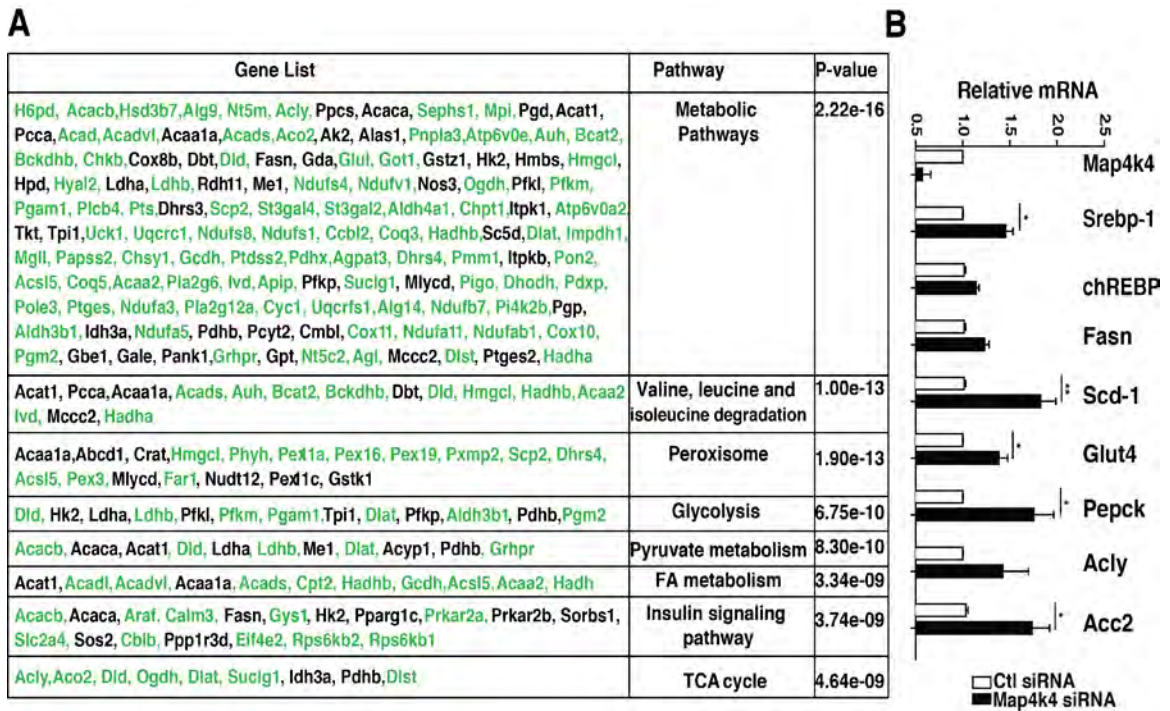 A
Gene List Pathway P-value
H6pd, Acacb,Hsd3b7,Alg9, Nt5m, Acly, Ppcs, Acaca, Sephs1, Mpi, Pgd, Acat1, Metabolic 2.22e-16
Pcca,Acad,Acadvl, Acaa1a,Acads,Aco2,Ak2, Alas1,Pnpla3,Atp6v0e, Auh, Bcat2, Pathways
Bckdhb, Chkb,Cox8b, Dbt, Dld, Fasn, Gda,Glul, Got1, Gstz1, Hk2, Hmbs, Hmgcl,
Hpd, Hyal2, Ldha, Ldhb, Rdh11, Me1, Ndufs4, Ndufv1, Nos3, Ogdh, Pfkl, Pfkm,
Pgam1, Plcb4, Pts,Dhrs3, Scp2, St3gal4, St3gal2, Aldh4a1, Chpt1,Itpk1, Atp6v0a2,
Tkt, Tpi1,Uck1, Uqcrc1, Ndufs8, Ndufs1, Ccbl2, Coq3, Hadhb,Sc5d,Dlat, Impdh1,
Mgll, Papss2, Chsy1, Gcdh, Ptdss2,Pdhx,Agpat3, Dhrs4, Pmm1, Itpkb, Pon2,
Acsl5, Coq5, Acaa2, Pla2g6, Ivd, Apip, Pfkp, Suclg1, Mlycd, Pigo, Dhodh, Pdxp,
Pole3, Ptges, Ndufa3, Pla2g12a, Cyc1, Uqcrfs1, Alg14, Ndufb7, Pi4k2b,Pgp,
Aldh3b1, Idh3a,Ndufa5, Pdhb, Pcyt2, Cmbl, Cox11, Ndufa11, Ndufab1, Cox10,
Pgm2, Gbe1, Gale, Pank1,Grhpr, Gpt, Nt5c2, Agl, Mccc2, Dlst, Ptges2, Hadha
Acat1, Pcca, Acaa1a, Acads, Auh, Bcat2, Bckdhb, Dbt, Dld, Hmgcl, Hadhb, Acaa2 Valine, leucine and 1.00e-13
Ivd, Mccc2, Hadha isoleucine degradation
Acaa1a,Abcd1, Crat,Hmgcl, Phyh, Pex11a, Pex16, Pex19, Pxmp2, Scp2, Dhrs4, Peroxisome 1.90e-13
Acsl5, Pex3, Mlycd, Far1, Nudt12, Pex11c, Gstk1
Dld, Hk2, Ldha, Ldhb, Pfkl, Pfkm, Pgam1,Tpi1, Dlat, Pfkp, Aldh3b1, Pdhb,Pgm2 Glycolysis 6.75e-10
Acacb, Acaca, Acat1, Dld, Ldha, Ldhb, Me1, Dlat, Acyp1, Pdhb, Grhpr Pyruvate metabolism 8.30e-10
Acat1, Acadl, Acadvl, Acaa1a, Acads, Cpt2, Hadhb, Gcdh, Acsl5, Acaa2, Hadh FA metabolism 3.34e-09
Acacb, Acaca, Araf, Calm3, Fasn, Gys1, Hk2, Pparg1c, Prkar2a, Prkar2b, Sorbs1, Insulin signaling 3.74e-09
Slc2a4, Sos2, Cblb, Ppp1r3d, Eif4e2, Rps6kb2, Rps6kb1 pathway
Acly,Aco2, Dld, Ogdh, Dlat, Suclg1, Idh3a, Pdhb,Dlst TCA cycle 4.64e-09
B
Relative mRNA
0.5 1.0 1.5 2.0 2.5
Map4k4
Srebp-1 *
chREBP
Fasn
Scd-1 **
Glut4 *
Pepck *
Acly
Acc2 *
Ctl siRNA
Map4k4 siRNA